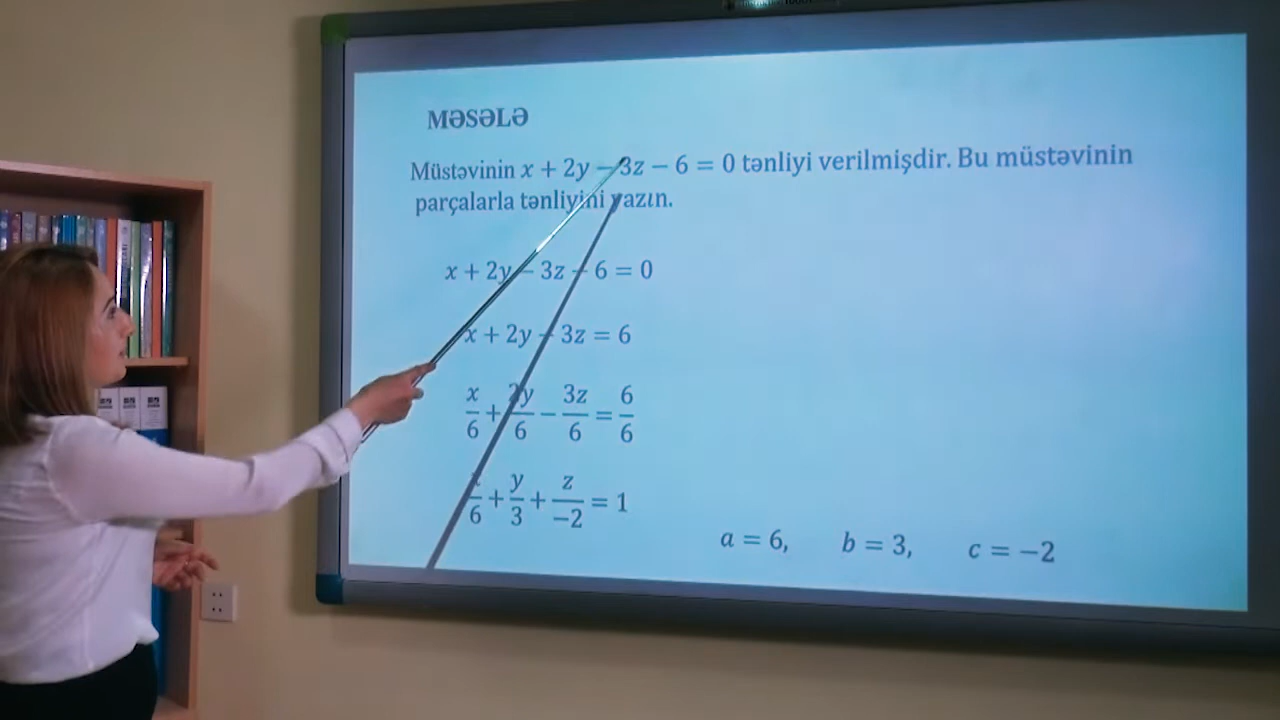 MƏSƏLƏ
Müstəvinin x + 2y − 3z − 6 = 0 tənliyi verilmişdir. Bu müstəvinin
parçalarla tənliyini yazın.
x + 2y − 3z − 6 = 0
x + 2y − 3z = 6
x/6 + 2y/6 − 3z/6 = 6/6
x/6 + y/3 + z/−2 = 1
a = 6, b = 3, c = −2